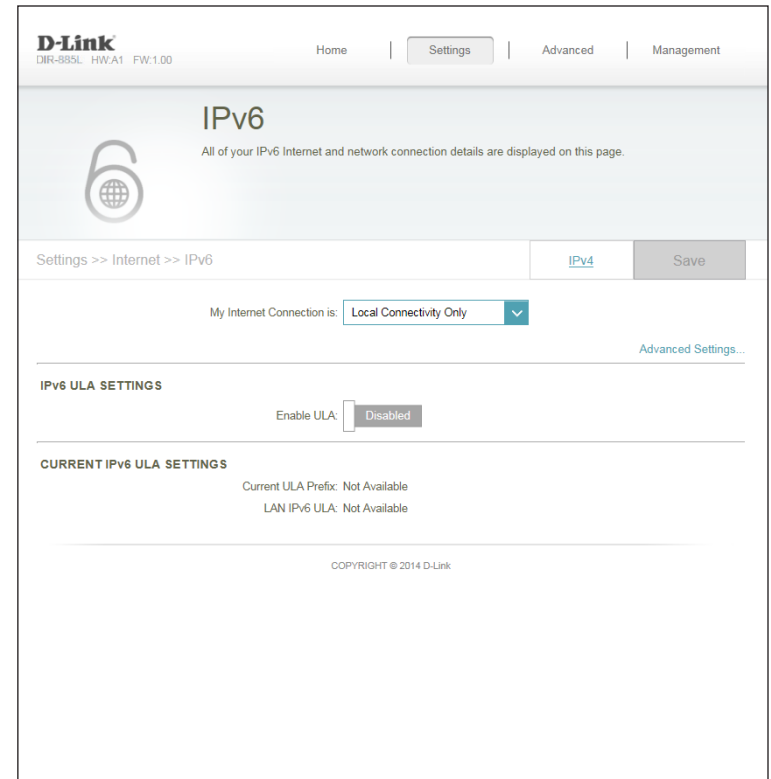 D-Link
DIR-885L HW:A1 FW:1.00
Home | Settings | Advanced | Management
IPv6
All of your IPv6 Internet and network connection details are displayed on this page.
Settings >> Internet >> IPv6
IPv4
Save
My Internet Connection is: Local Connectivity Only
Advanced Settings...
IPv6 ULA SETTINGS
Enable ULA: Disabled
CURRENT IPv6 ULA SETTINGS
Current ULA Prefix: Not Available
LAN IPv6 ULA: Not Available
COPYRIGHT © 2014 D-Link